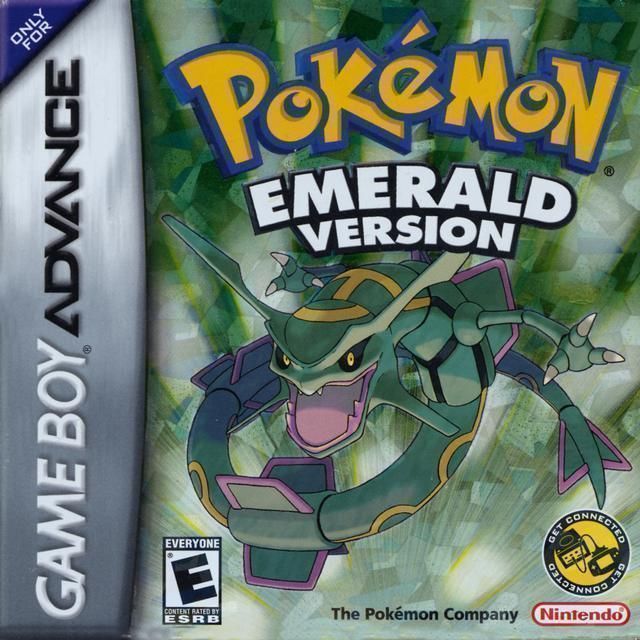 ONLY
FOR
GAME BOY ADVANCE
POKéMON
EMERALD
VERSION
EVERYONE
E
CONTENT RATED BY
ESRB
The Pokémon Company
GET CONNECTED
GET CONNECTED
Nintendo